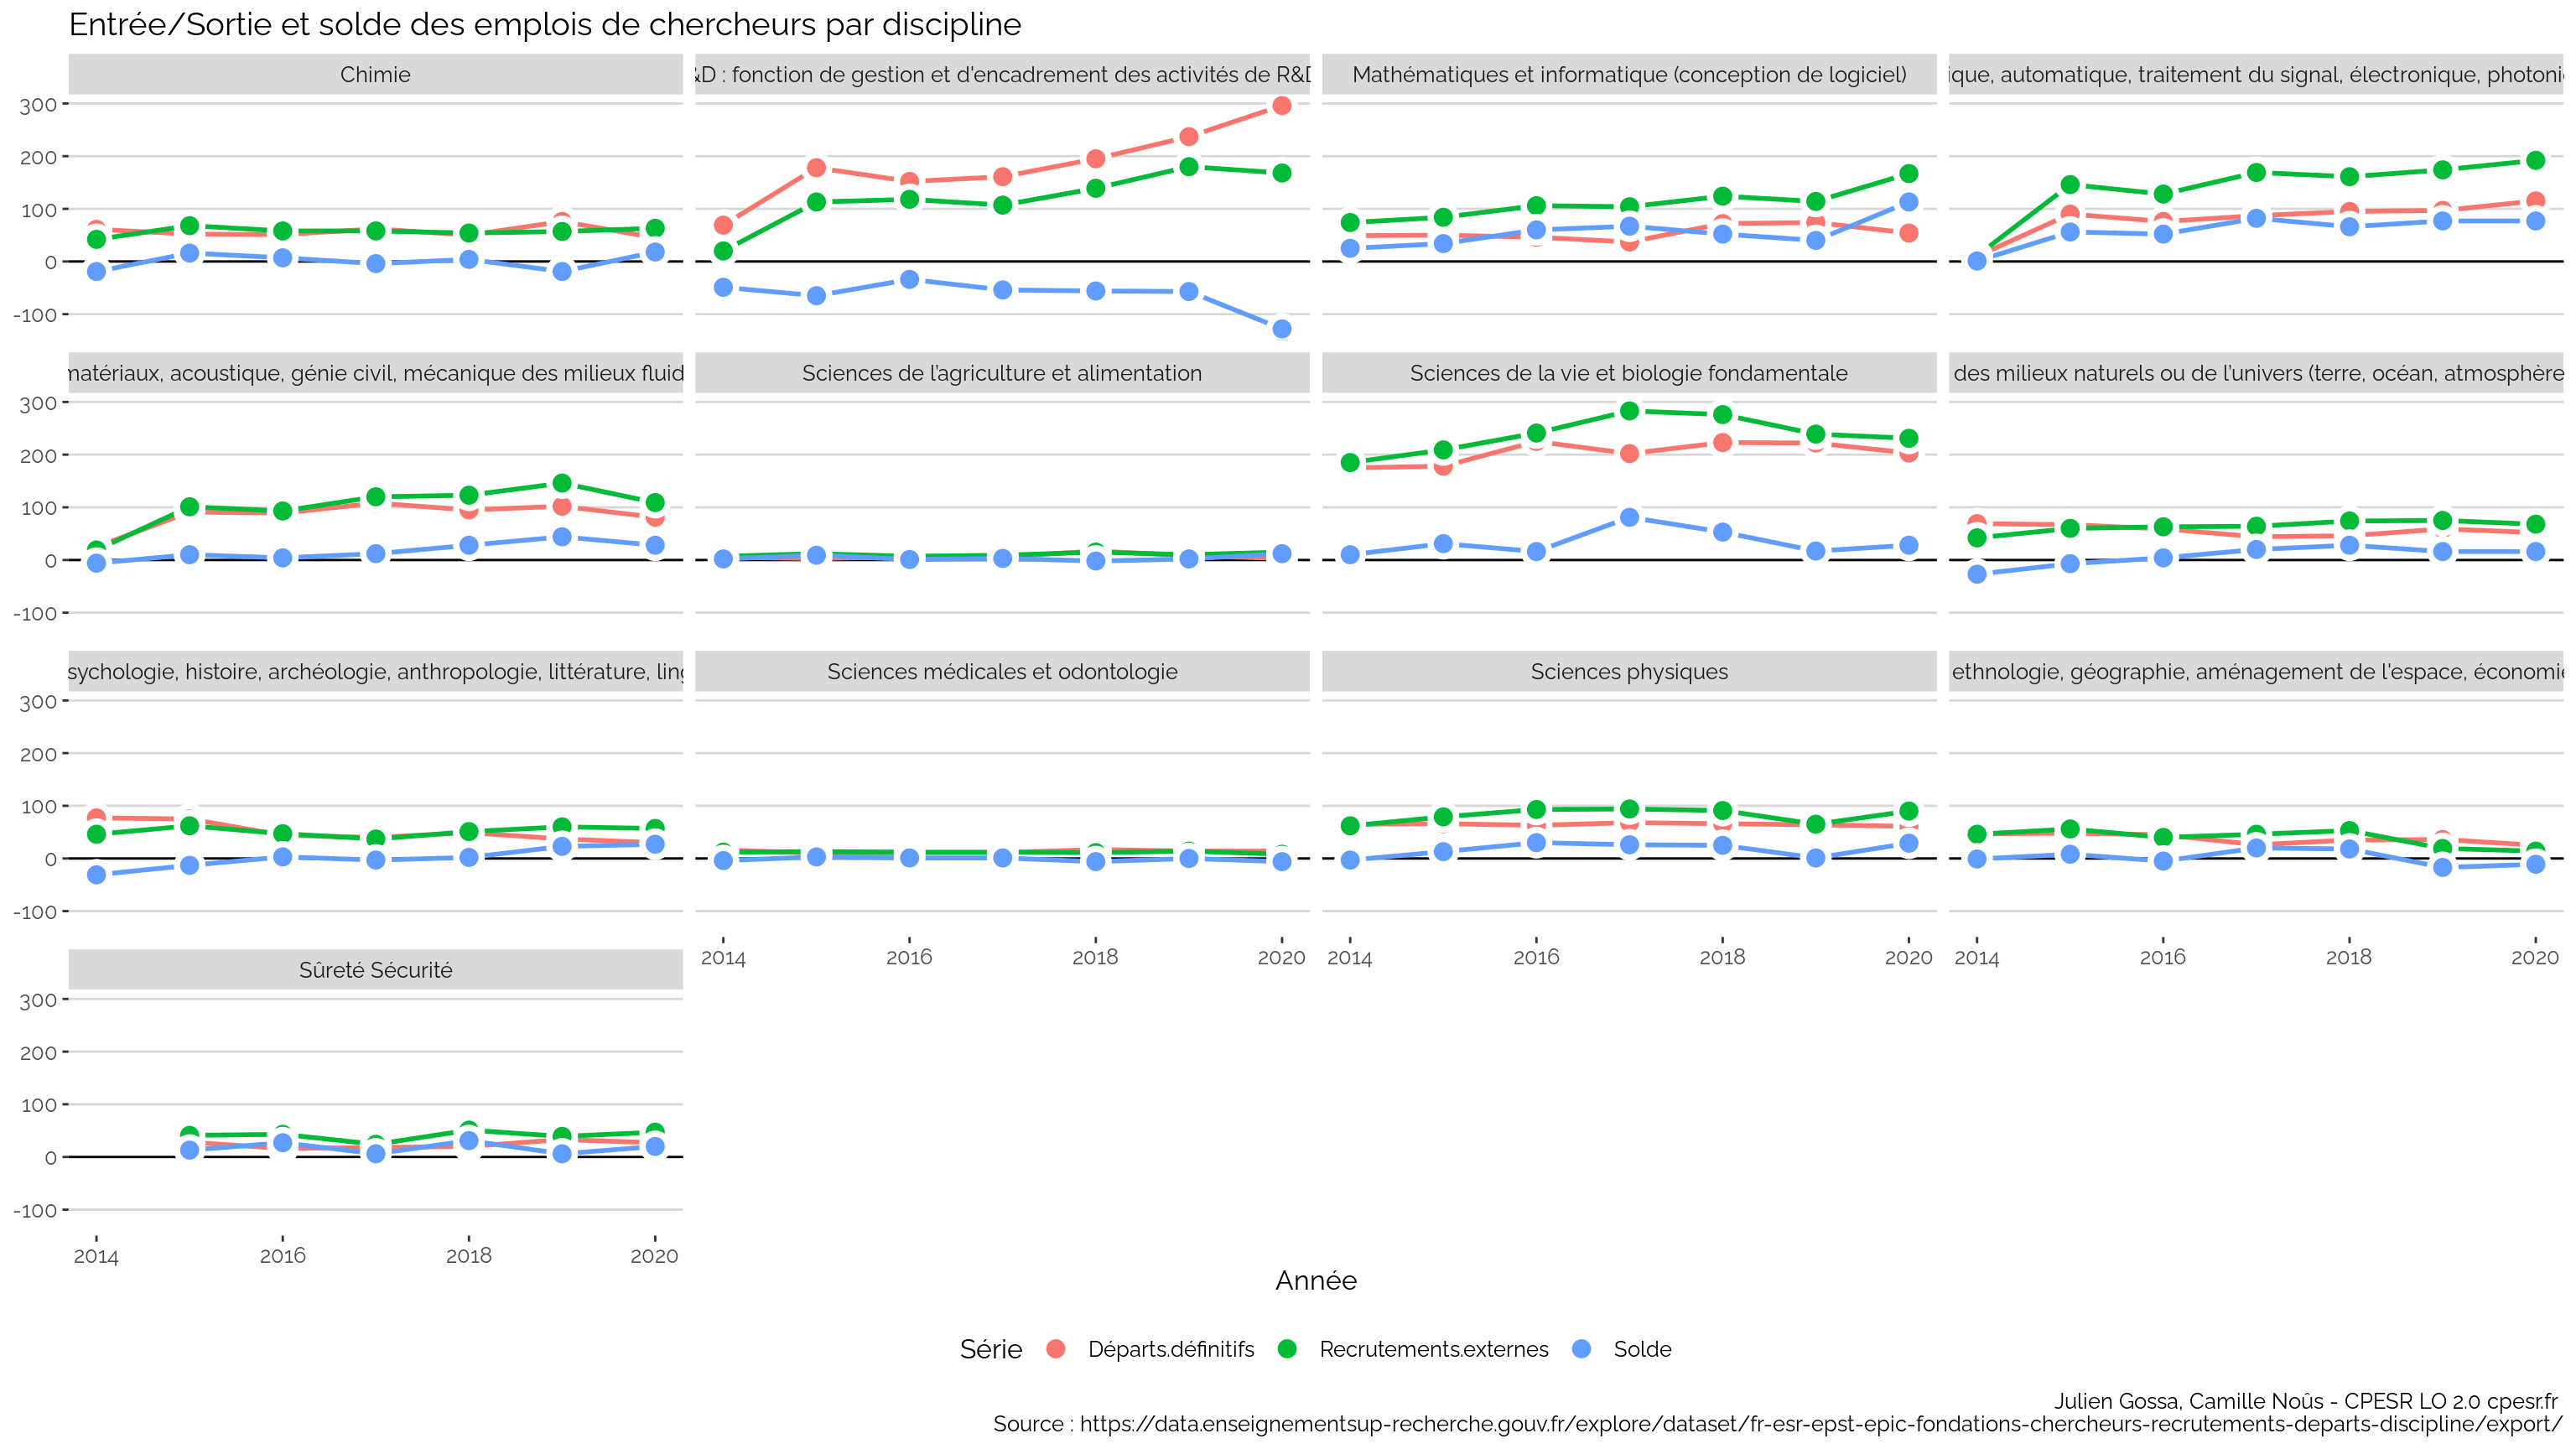 Entrée/Sortie et solde des emplois de chercheurs par discipline
Chimie
&D : fonction de gestion et d'encadrement des activités de R&D
Mathématiques et informatique (conception de logiciel)
ique, automatique, traitement du signal, électronique, photoni
300
200
100
0
-100
matériaux, acoustique, génie civil, mécanique des milieux fluid
Sciences de l'agriculture et alimentation
Sciences de la vie et biologie fondamentale
des milieux naturels ou de l'univers (terre, océan, atmosphère
300
200
100
0
-100
sychologie, histoire, archéologie, anthropologie, littérature, ling
Sciences médicales et odontologie
Sciences physiques
ethnologie, géographie, aménagement de l'espace, économie
300
200
100
0
-100
2014 2016 2018 2020
2014 2016 2018 2020
2014 2016 2018 2020
Sûreté Sécurité
300
200
100
0
-100
2014 2016 2018 2020
Année
Série Départs.définitifs Recrutements.externes Solde
Julien Gossa, Camille Noûs - CPESR LO 2.0 cpesr.fr
Source : https://data.enseignementsup-recherche.gouv.fr/explore/dataset/fr-esr-epst-epic-fondations-chercheurs-recrutements-departs-discipline/export/